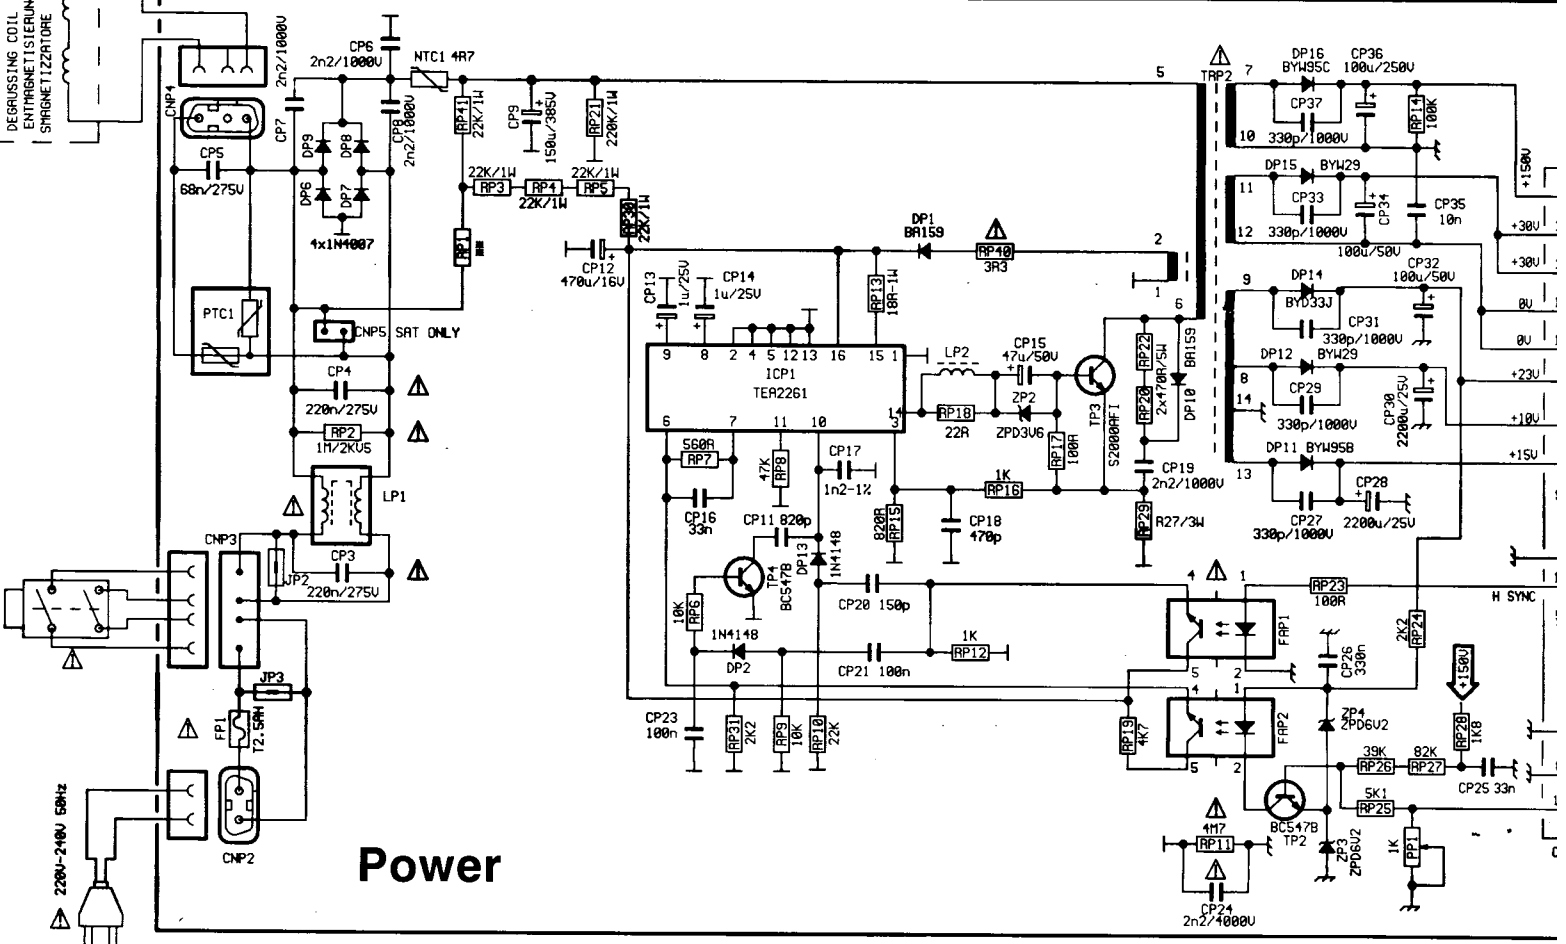 DEGAUSSING COIL
ENTMAGNETISIERUN
SMAGNETIZZATORE
CNP4
CP5
68n/275V
2n2/1000V
CP7
CP6
2n2/1000V
NTC1 4R7
CP8
2n2/1000V
DP9
DP8
DP6
DP7
4x1N4007
RP41
22K/1W
CP9
150u/385V
RP21
220K/1W
22K/1W
RP3
RP4
22K/1W
22K/1W
RP5
RP30
22K/1W
RP1
PTC1
CNP5 SAT ONLY
CP4
220n/275V
RP2
1M/2KV5
LP1
CNP3
JP2
CP3
220n/275V
JP3
FP1
T2.5AH
CNP2
220V-240V 50Hz
Power
CP12
470u/16V
CP13
1u/25V
CP14
1u/25V
DP1
BA159
RP40
3R3
RP13
18R-1W
9 8 2 4 5 12 13 16 15 1
ICP1
TEA2261
14
6 7 11 10 3
LP2
RP18
22R
CP15
47u/50V
ZP2
ZPD3V6
RP17
100R
TP3
S2000AFI
RP22
RP20
2x470R/5W
DP10
BA159
CP19
2n2/1000V
RP29
R27/3W
560R
RP7
CP16
33n
47K
RP8
CP17
1n2-1%
1K
RP16
820R
RP15
CP18
470p
CP11 820p
TP4
BC547B
DP13
1N4148
10K
RP6
1N4148
DP2
CP20 150p
CP21 100n
1K
RP12
CP23
100n
RP31
2K2
RP9
10K
RP10
22K
RP19
4K7
5
2
1
6
TRP2
7
10
11
12
9
8
14
13
DP16
BYW95C
CP37
330p/1000V
CP36
100u/250V
RP14
100K
DP15 BYW29
CP33
330p/1000V
CP34
100u/50V
CP35
10n
DP14
BYD33J
CP31
330p/1000V
CP32
100u/50V
DP12 BYW29
CP29
330p/1000V
CP30
2200u/25V
DP11 BYW95B
CP27
330p/1000V
CP28
2200u/25V
+150V
+30V
+30V
0V
0V
+23V
+10V
+15V
H SYNC
4 1
5 2
FAP1
RP23
100R
RP24
2K2
CP26
330n
4 1
5 2
FAP2
ZP4
ZPD6V2
+150V
RP28
1K8
39K
RP26
82K
RP27
CP25 33n
5K1
RP25
BC547B
TP2
ZP3
ZPD6V2
1K
PP1
4M7
RP11
CP24
2n2/4000V